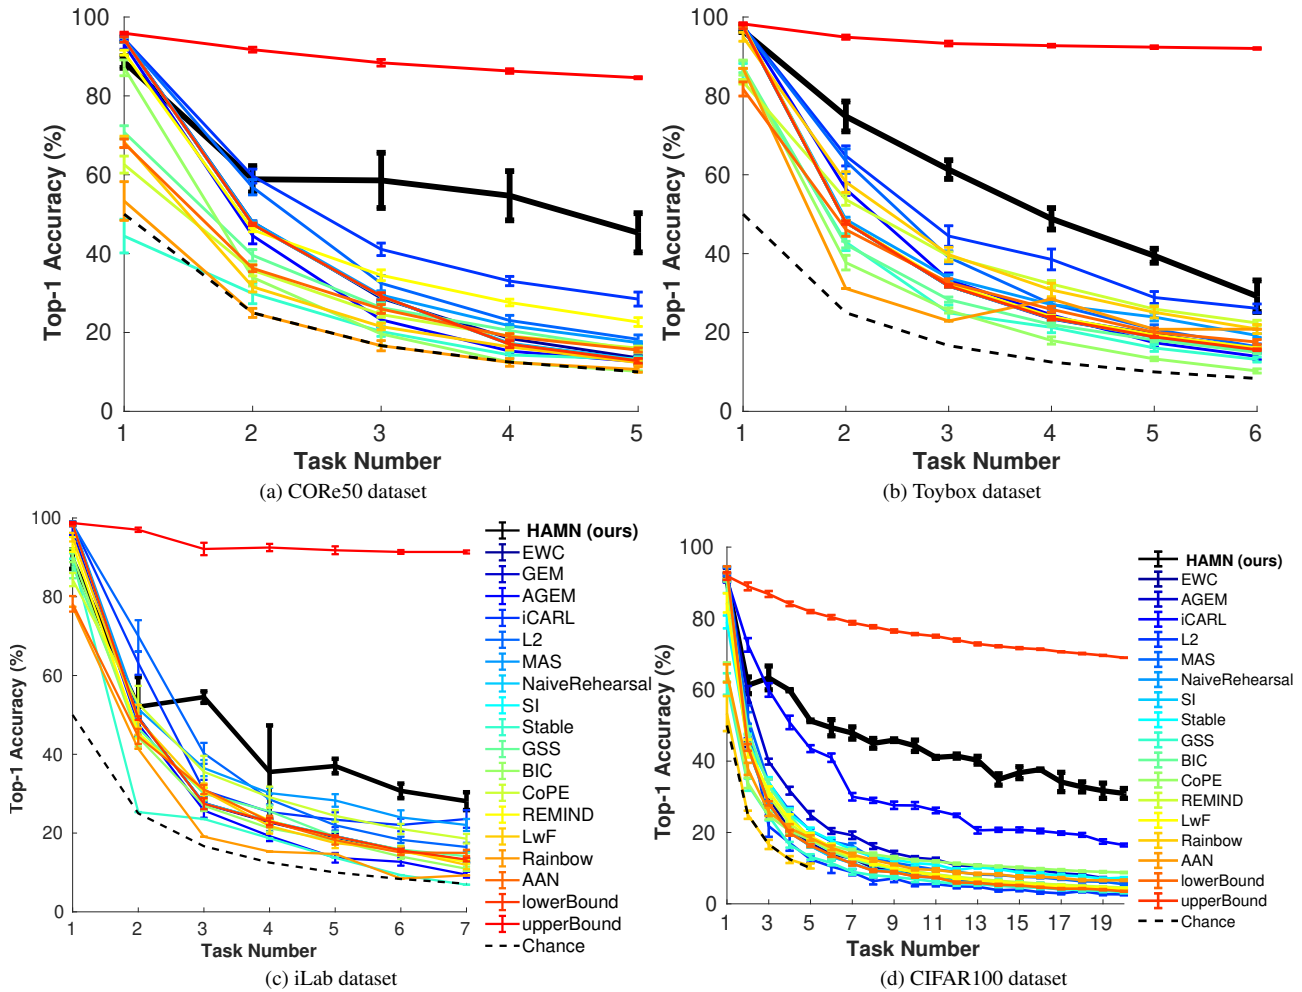 100
80
60
40
20
0
Top-1 Accuracy (%)
1 2 3 4 5
Task Number
(a) CORe50 dataset
100
80
60
40
20
0
Top-1 Accuracy (%)
1 2 3 4 5 6
Task Number
(b) Toybox dataset
100
80
60
40
20
0
Top-1 Accuracy (%)
1 2 3 4 5 6 7
Task Number
HAMN (ours)
EWC
GEM
AGEM
iCARL
L2
MAS
NaiveRehearsal
SI
Stable
GSS
BIC
CoPE
REMIND
LwF
Rainbow
AAN
lowerBound
upperBound
Chance
(c) iLab dataset
100
80
60
40
20
0
Top-1 Accuracy (%)
1 3 5 7 9 11 13 15 17 19
Task Number
HAMN (ours)
EWC
AGEM
iCARL
L2
MAS
NaiveRehearsal
SI
Stable
GSS
BIC
CoPE
REMIND
LwF
Rainbow
AAN
lowerBound
upperBound
Chance
(d) CIFAR100 dataset